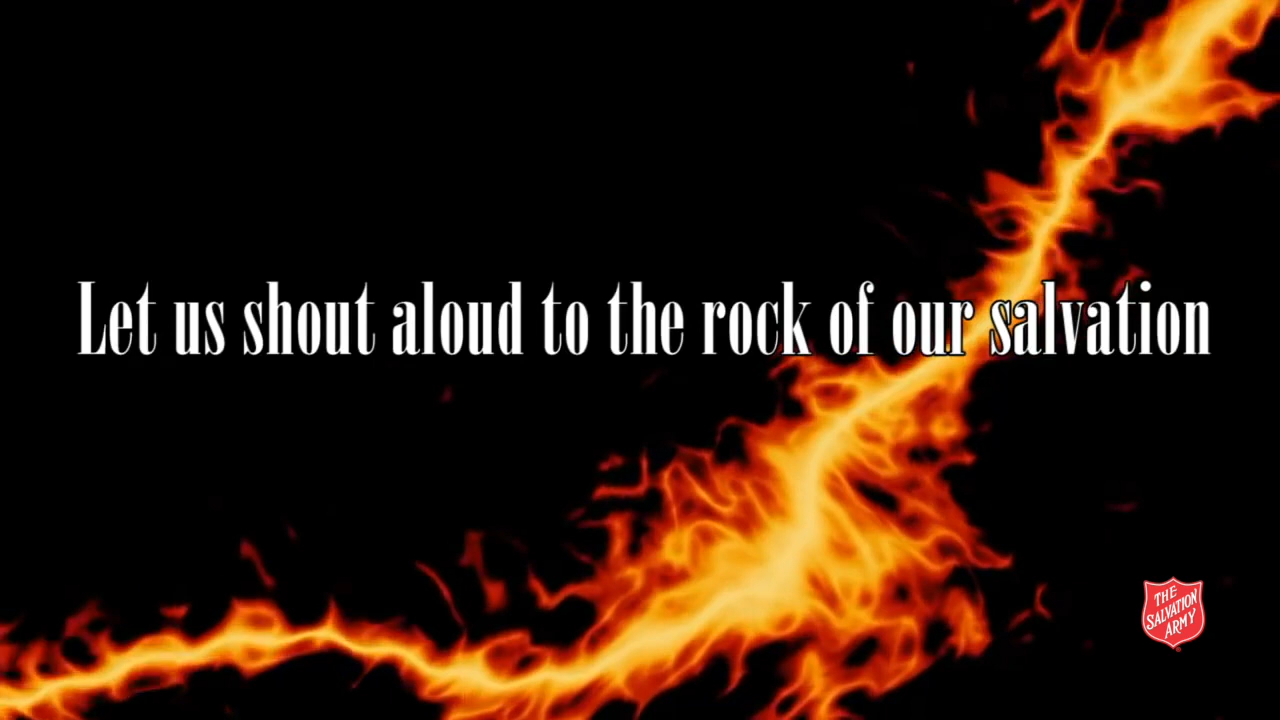 Let us shout aloud to the rock of our salvation
THE
SALVATION
ARMY